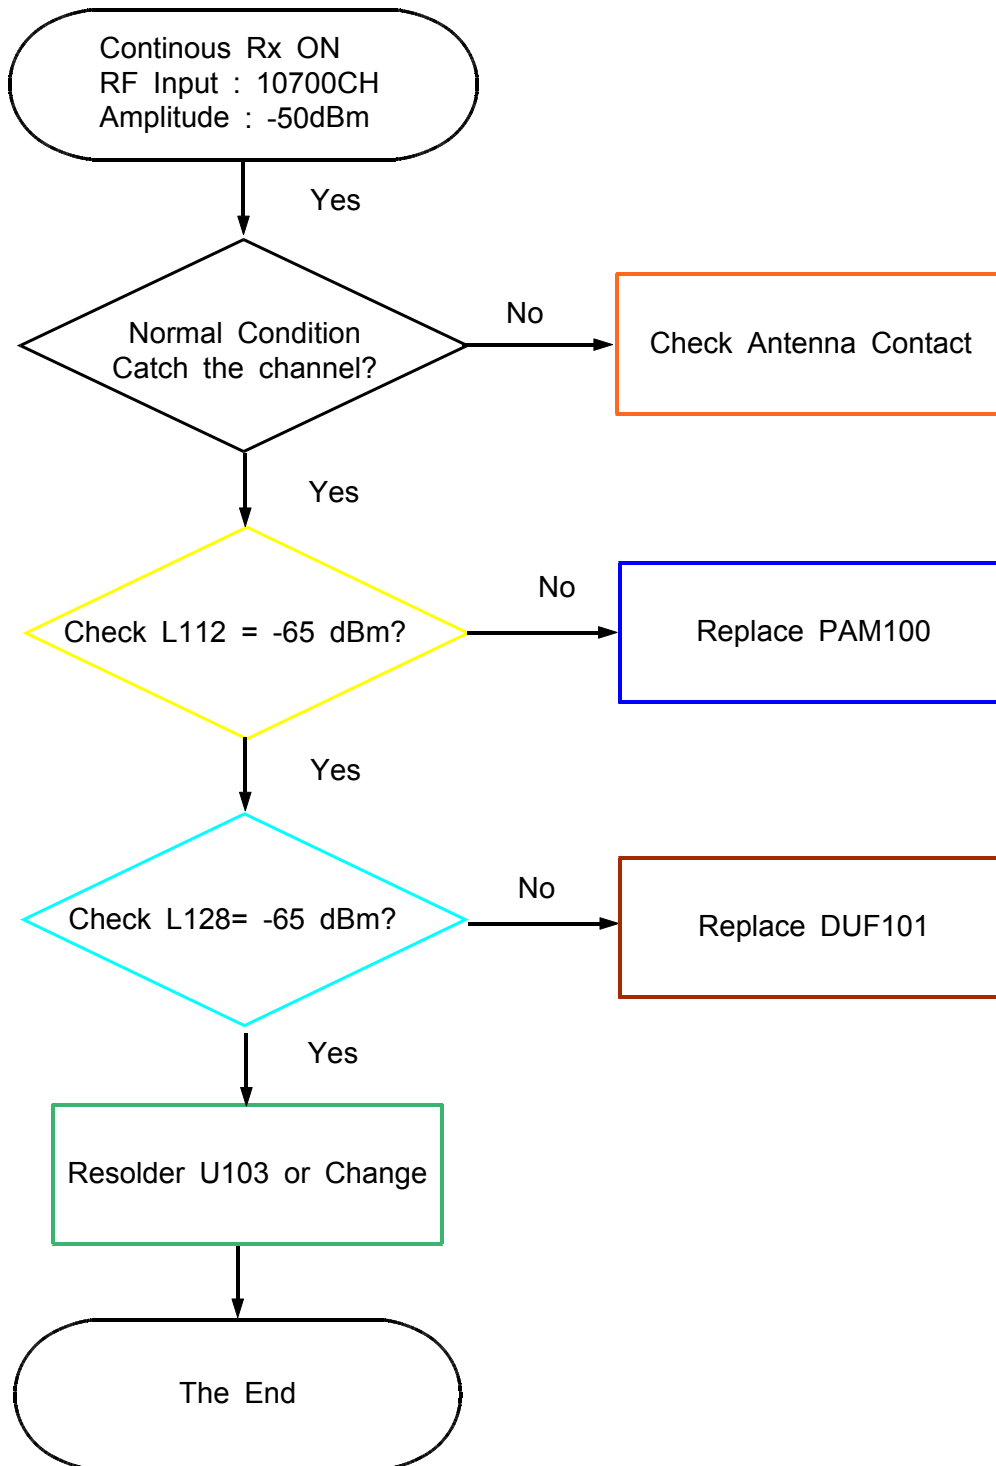 Continous Rx ON
RF Input : 10700CH
Amplitude : -50dBm
Yes
Normal Condition
Catch the channel?
No
Check Antenna Contact
Yes
Check L112 = -65 dBm?
No
Replace PAM100
Yes
Check L128= -65 dBm?
No
Replace DUF101
Yes
Resolder U103 or Change
The End